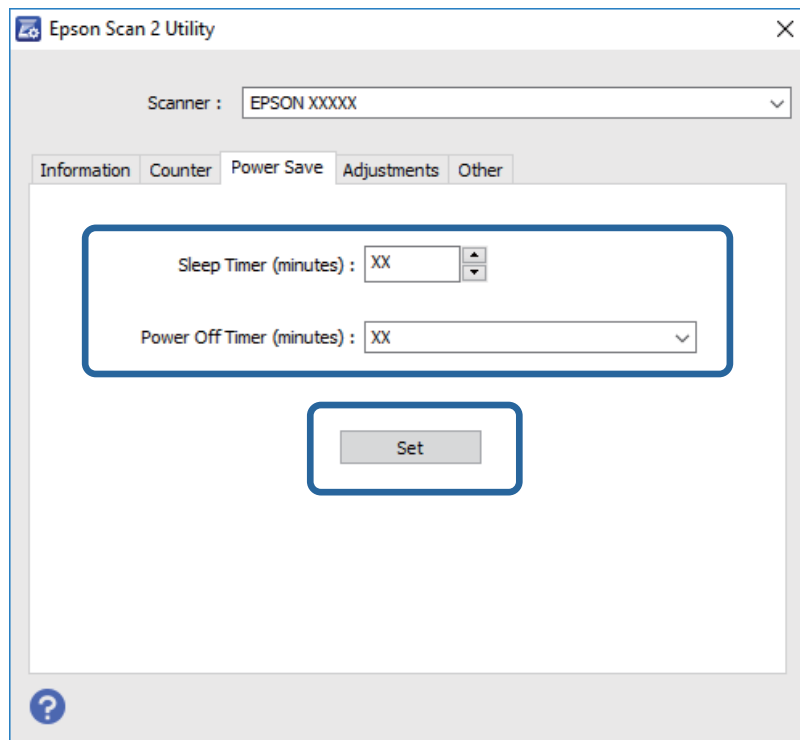 Epson Scan 2 Utility
Scanner : EPSON XXXXX
Information Counter Power Save Adjustments Other
Sleep Timer (minutes) : XX
Power Off Timer (minutes) : XX
Set
?